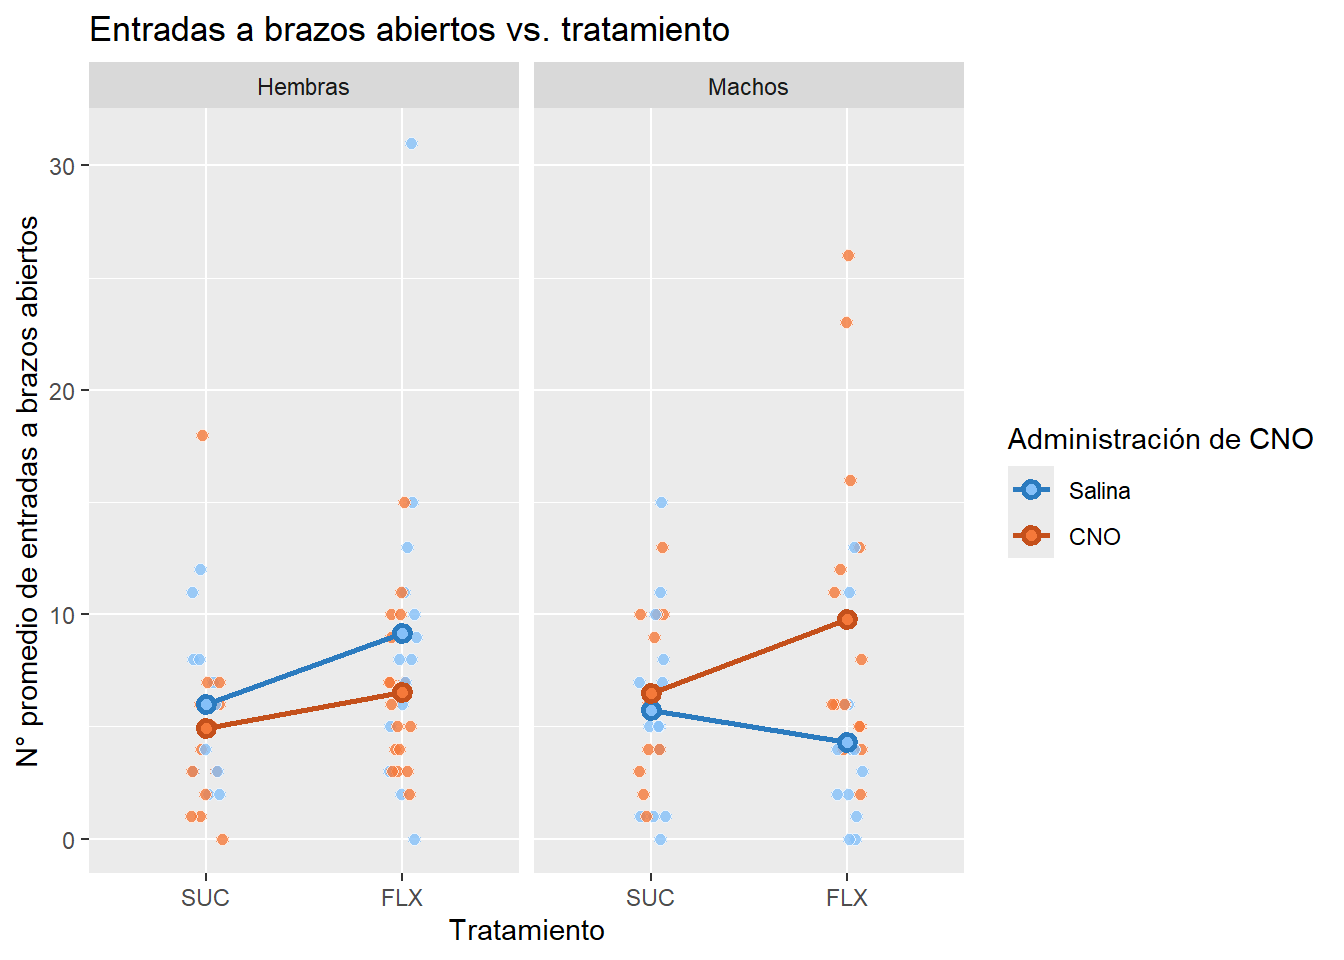 Entradas a brazos abiertos vs. tratamiento
Hembras
Machos
N° promedio de entradas a brazos abiertos
30
20
10
0
SUC
FLX
SUC
FLX
Tratamiento
Administración de CNO
Salina
CNO